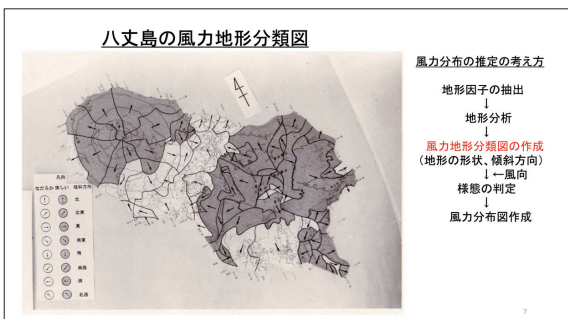 八丈島の風力地形分類図
風力分布の推定の考え方
地形因子の抽出
↓
地形分析
↓
風力地形分類図の作成
(地形の形状、傾斜方向)
↓←風向
様態の判定
↓
風力分布図作成
凡例
なだらか 傾斜方向
北
北東
東
南東
南
南西
西
北西
7